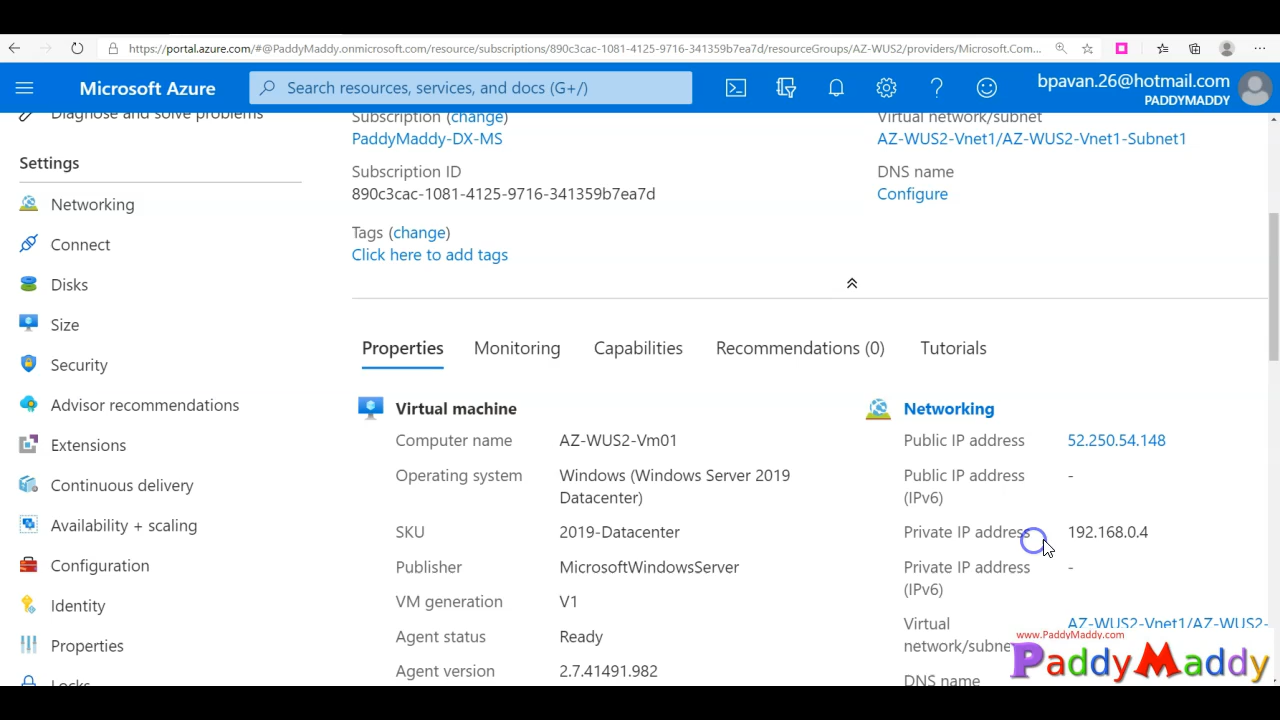 https://portal.azure.com/#@PaddyMaddy.onmicrosoft.com/resource/subscriptions/890c3cac-1081-4125-9716-341359b7ea7d/resourceGroups/AZ-WUS2/providers/Microsoft.Com...
Microsoft Azure
Search resources, services, and docs (G+/)
bpavan.26@hotmail.com
PADDYMADDY
Diagnose and solve problems
Settings
Networking
Connect
Disks
Size
Security
Advisor recommendations
Extensions
Continuous delivery
Availability + scaling
Configuration
Identity
Properties
Locks
Subscription (change)
PaddyMaddy-DX-MS
Subscription ID
890c3cac-1081-4125-9716-341359b7ea7d
Tags (change)
Click here to add tags
Virtual network/subnet
AZ-WUS2-Vnet1/AZ-WUS2-Vnet1-Subnet1
DNS name
Configure
Properties Monitoring Capabilities Recommendations (0) Tutorials
Virtual machine
Computer name AZ-WUS2-Vm01
Operating system Windows (Windows Server 2019
Datacenter)
SKU 2019-Datacenter
Publisher MicrosoftWindowsServer
VM generation V1
Agent status Ready
Agent version 2.7.41491.982
Networking
Public IP address 52.250.54.148
Public IP address -
(IPv6)
Private IP address 192.168.0.4
Private IP address -
(IPv6)
Virtual AZ-WUS2-Vnet1/AZ-WUS2-
network/subne
DNS name
www.PaddyMaddy.com
PaddyMaddy